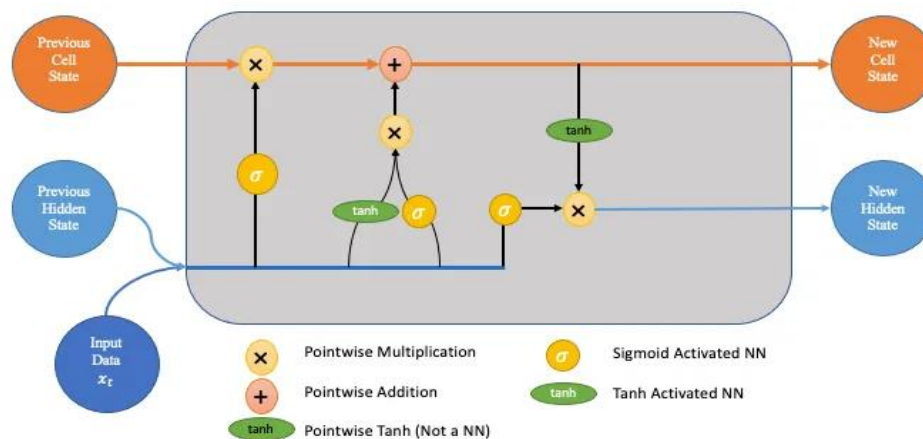 Previous
Cell
State
New
Cell
State
×
+
×
tanh
σ
Previous
Hidden
State
tanh
σ
σ
×
New
Hidden
State
Input
Data
xₜ
× Pointwise Multiplication
σ Sigmoid Activated NN
+ Pointwise Addition
tanh Tanh Activated NN
tanh Pointwise Tanh (Not a NN)